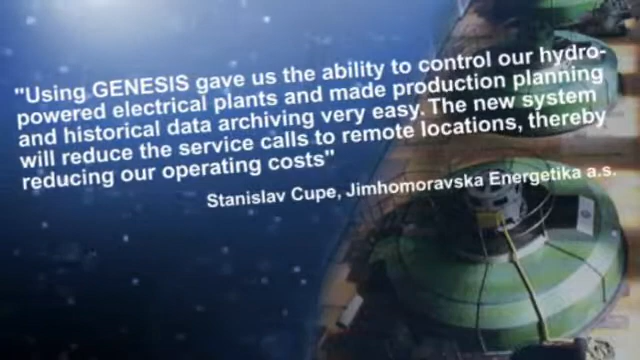 "Using GENESIS gave us the ability to control our hydro-
powered electrical plants and made production planning
and historical data archiving very easy. The new system
will reduce the service calls to remote locations, thereby
reducing our operating costs"
Stanislav Cupe, Jimhomoravska Energetika a.s.